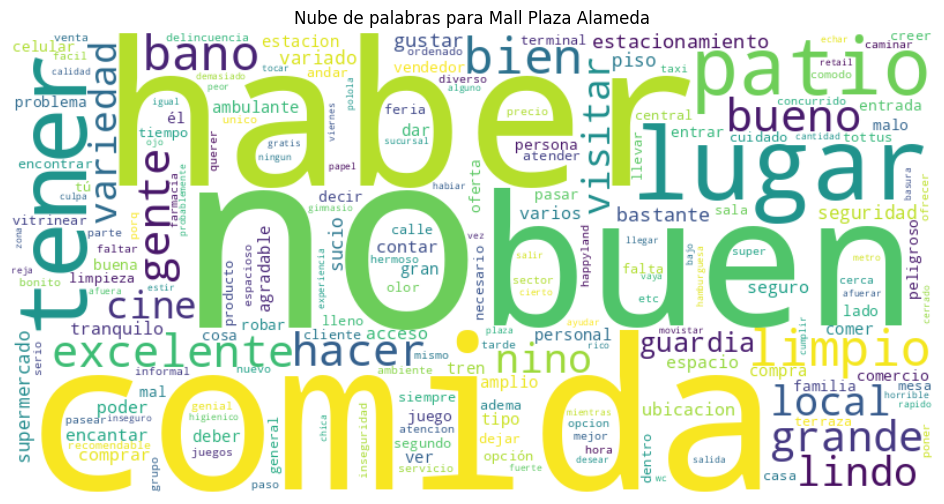 Nube de palabras para Mall Plaza Alameda
haber
no
buen
comida
lugar
tener
patio
limpio
bueno
bien
bano
gente
variedad
visitar
cine
excelente
hacer
nino
local
grande
lindo
guardia
venta
facil
celular
calidad
problema
delincuencia
estacion
variado
demasiado
tocar
andar
peor
igual
ambulante
él
tiempo
unico
ojo
gratis
ningun
querer
viernes
polola
papel
gustar
ordenado
vendedor
diverso
alguno
feria
dar
sucursal
terminal
estacionamiento
piso
taxi
precio
central
persona
atender
entrar
llevar
echar
caminar
creer
retail
comodo
concurrido
entrada
cuidado
cantidad
tottus
malo
basura
ofrecer
encontrar
tú
culpa
vitrinear
parte
porq
farmacia
probablemente
zona
faltar
buena
limpieza
reja
bonito
afuera
estir
producto
espacioso
agradable
gimnasio
experiencia
sucio
decir
calle
contar
hermoso
gran
olor
habiar
oferta
necesario
vez
pasar
varios
salir
sector
cierto
happyland
llegar
falta
vaya
etc
bastante
bajo
hamburguesa
sala
super
seguro
seguridad
peligroso
cerca
metro
afuerar
lado
cerrado
supermercado
serio
tranquilo
cosa
robar
lleno
cliente
acceso
mismo
informal
nuevo
ambiente
tren
plaza
tarde
ayudar
rico
personal
movistar
espacio
compra
cumplir
comer
comercio
mal
poder
pasear
inseguro
genial
higienico
encantar
deber
recomendable
juegos
comprar
grupo
paso
general
chica
inseguridad
siempre
juego
atencion
segundo
ver
servicio
amplio
adema
tipo
dejar
opción
fuerte
mientras
opcion
mejor
hora
desear
salida
ubicacion
dentro
wc
casa
familia
terraza
mesa
horrible
rapido
poner